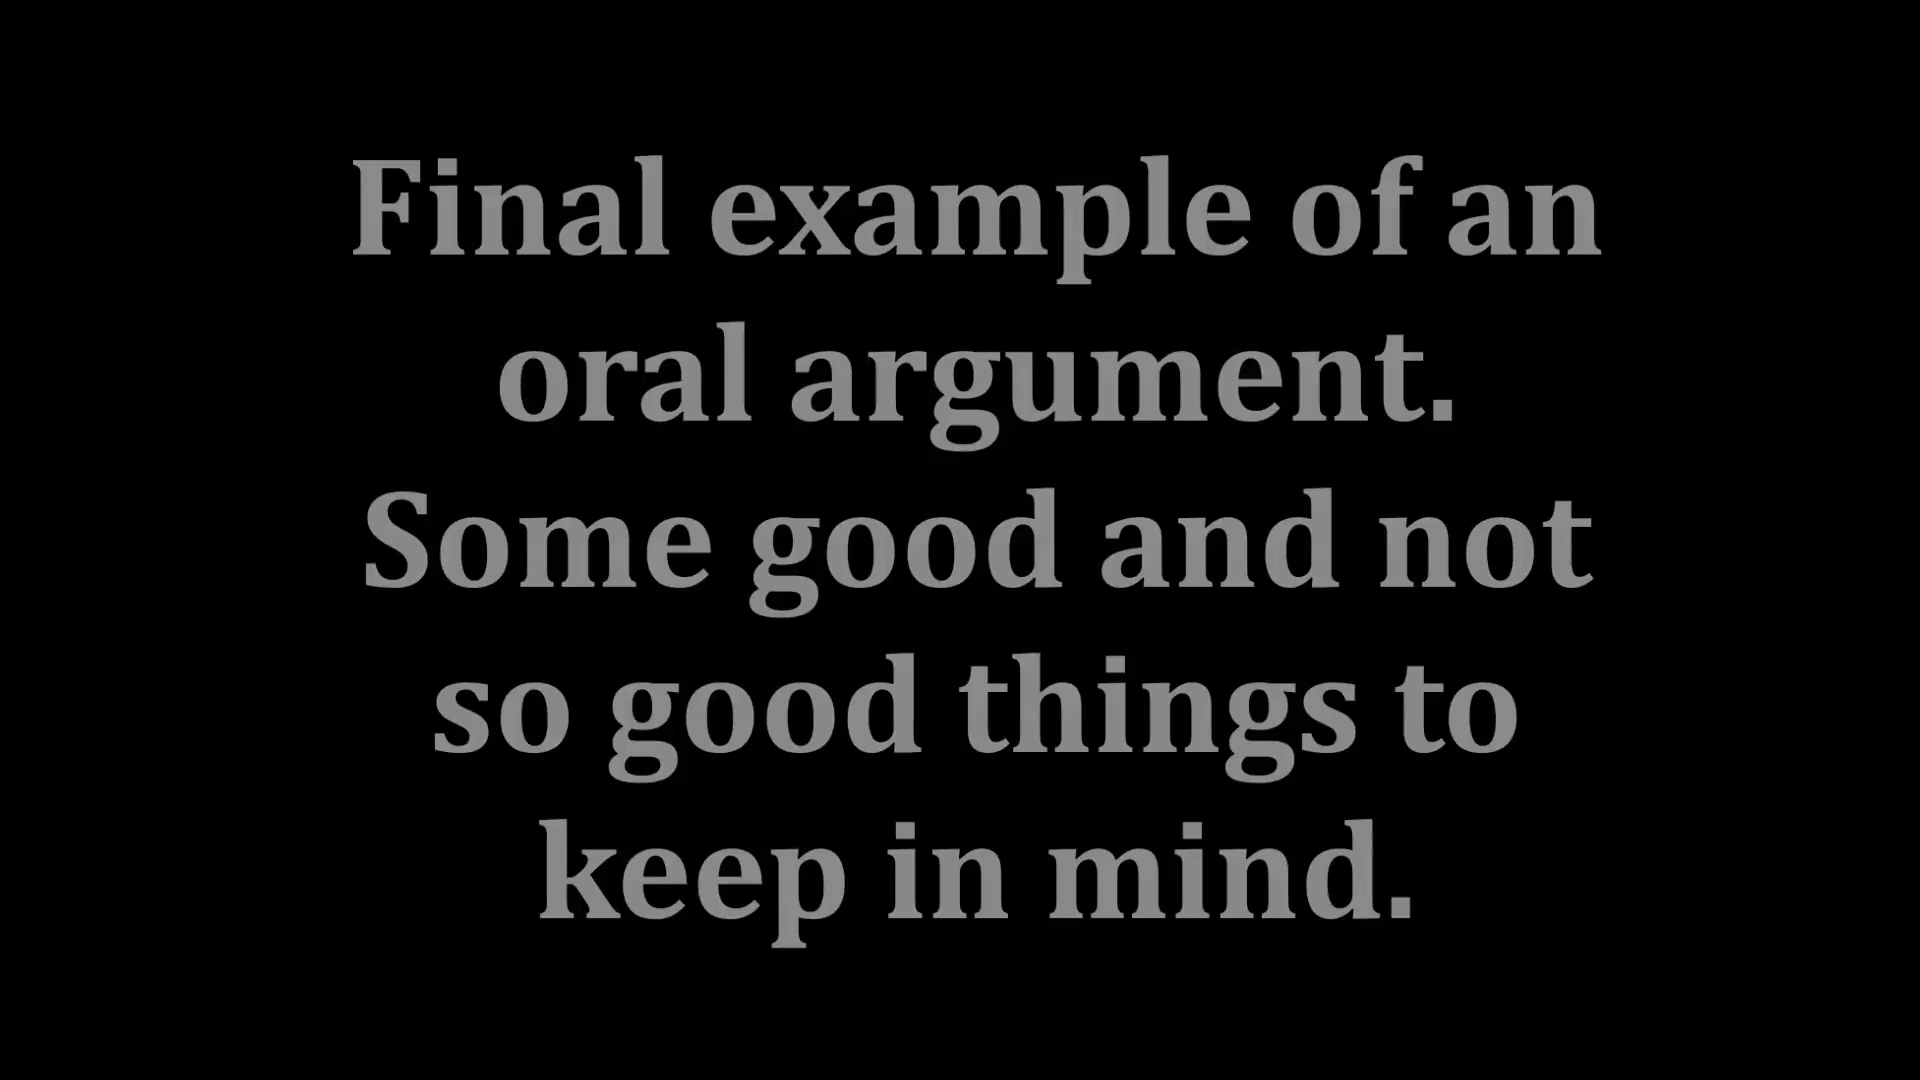 Final example of an
oral argument.
Some good and not
so good things to
keep in mind.